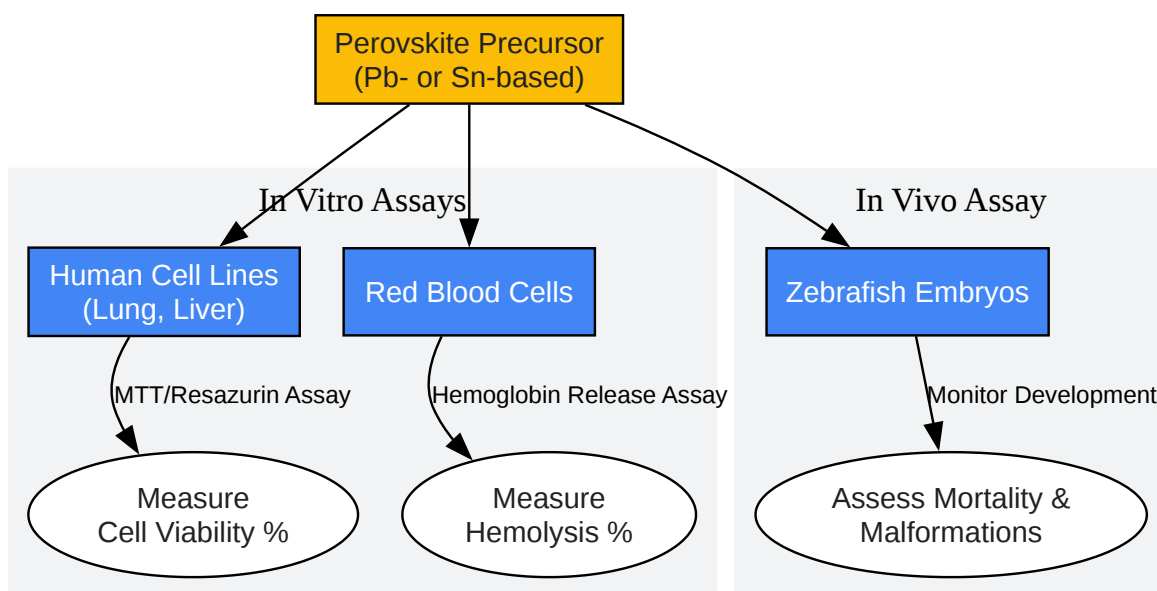 Perovskite Precursor
(Pb- or Sn-based)
In Vitro Assays
In Vivo Assay
Human Cell Lines
(Lung, Liver)
Red Blood Cells
Zebrafish Embryos
MTT/Resazurin Assay
Hemoglobin Release Assay
Monitor Development
Measure
Cell Viability %
Measure
Hemolysis %
Assess Mortality &
Malformations